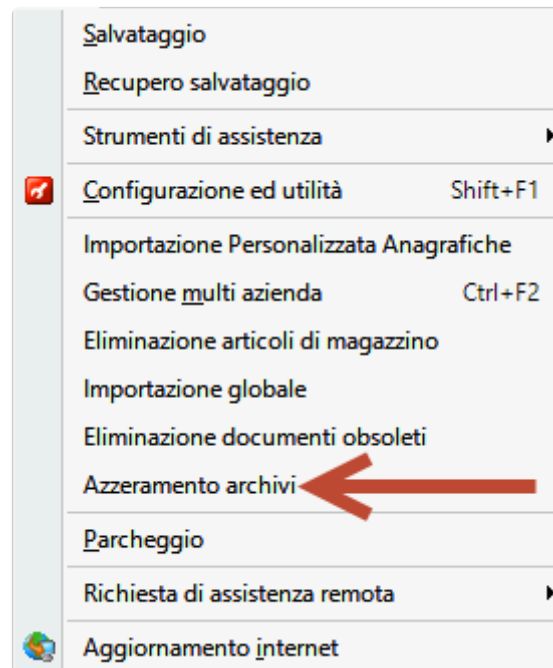 Salvataggio
Recupero salvataggio
Strumenti di assistenza
Configurazione ed utilità Shift+F1
Importazione Personalizzata Anagrafiche
Gestione multi azienda Ctrl+F2
Eliminazione articoli di magazzino
Importazione globale
Eliminazione documenti obsoleti
Azzeramento archivi
Parcheggio
Richiesta di assistenza remota
Aggiornamento internet